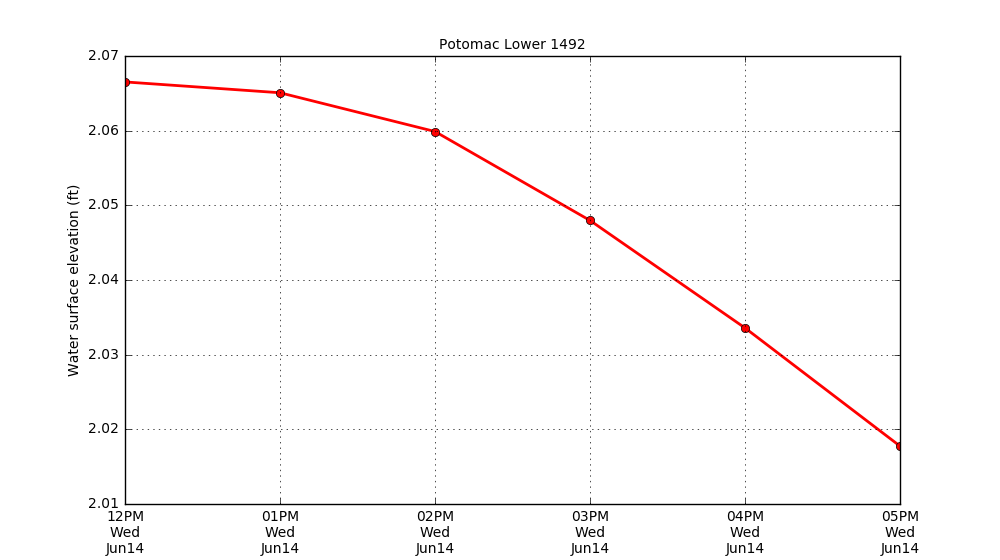 Potomac Lower 1492
Water surface elevation (ft)
2.07
2.06
2.05
2.04
2.03
2.02
2.01
12PM 01PM 02PM 03PM 04PM 05PM
Wed Wed Wed Wed Wed Wed
Jun14 Jun14 Jun14 Jun14 Jun14 Jun14